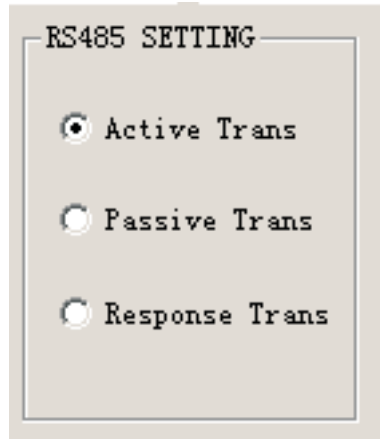 RS485 SETTING
Active Trans
Passive Trans
Response Trans